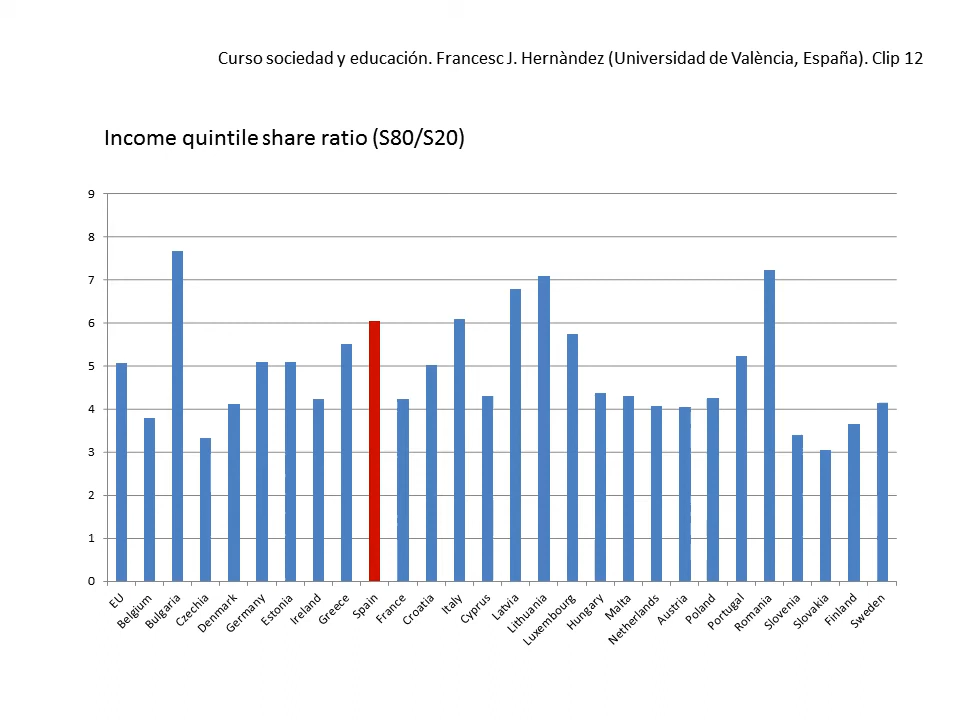 Curso sociedad y educación. Francesc J. Hernàndez (Universidad de València, España). Clip 12
Income quintile share ratio (S80/S20)
9
8
7
6
5
4
3
2
1
0
EU
Belgium
Bulgaria
Czechia
Denmark
Germany
Estonia
Ireland
Greece
Spain
France
Croatia
Italy
Cyprus
Latvia
Lithuania
Luxembourg
Hungary
Malta
Netherlands
Austria
Poland
Portugal
Romania
Slovenia
Slovakia
Finland
Sweden